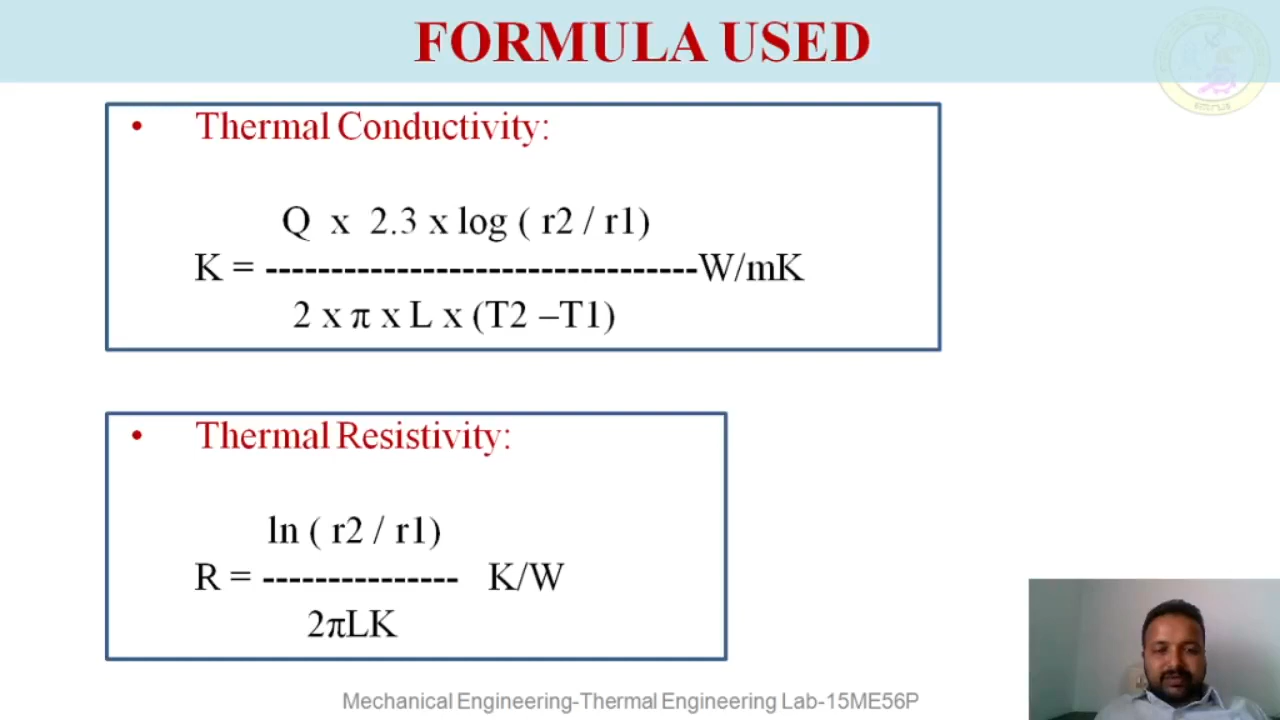 FORMULA USED
• Thermal Conductivity:
Q x 2.3 x log ( r2 / r1)
K = ---------------------------------W/mK
2 x π x L x (T2 –T1)
• Thermal Resistivity:
ln ( r2 / r1)
R = --------------- K/W
2πLK
Mechanical Engineering-Thermal Engineering Lab-15ME56P